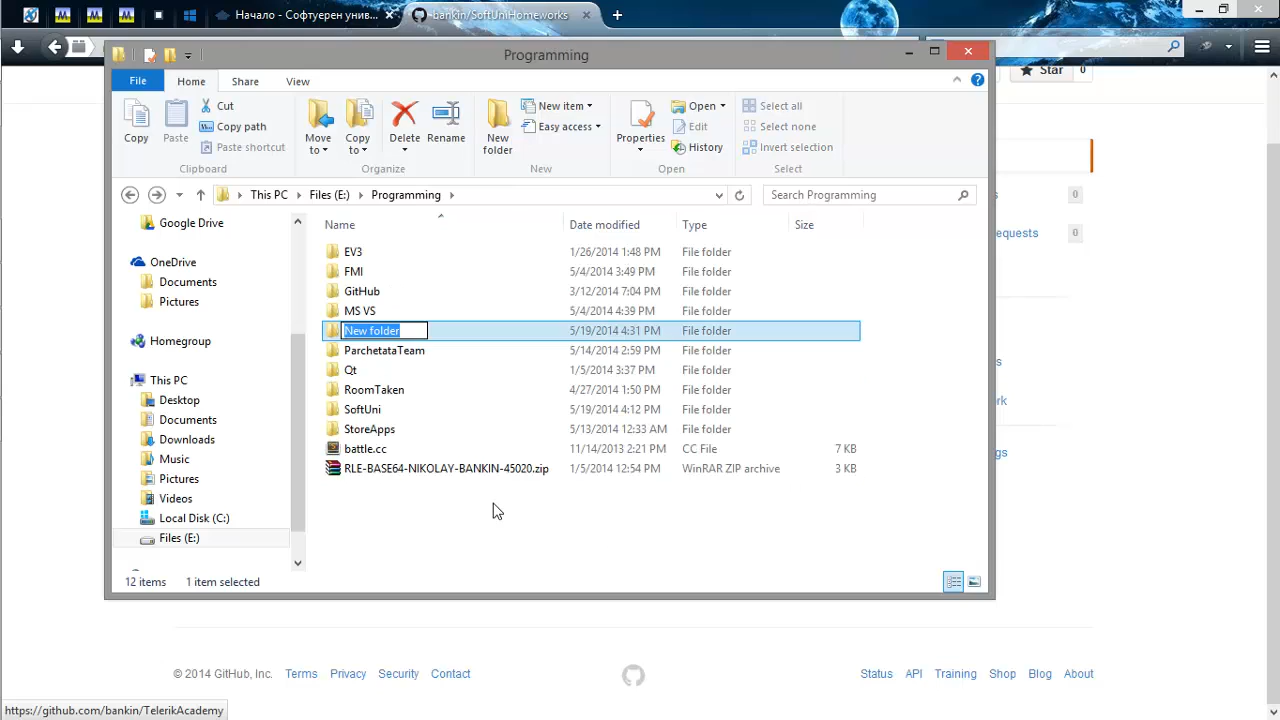 Начало - Софтуерен унив...
bankin/SoftUniHomeworks
Programming
Star 0
File Home Share View
Copy
Paste
Cut
Copy path
Paste shortcut
Clipboard
Move to
Copy to
Delete
Rename
Organize
New folder
New item
Easy access
New
Properties
Open
Edit
History
Open
Select all
Select none
Invert selection
Select
This PC Files (E:) Programming
Search Programming
Name Date modified Type Size
Google Drive
OneDrive
Documents
Pictures
Homegroup
This PC
Desktop
Documents
Downloads
Music
Pictures
Videos
Local Disk (C:)
Files (E:)
EV3 1/26/2014 1:48 PM File folder
FMI 5/4/2014 3:49 PM File folder
GitHub 3/12/2014 7:04 PM File folder
MS VS 5/4/2014 4:39 PM File folder
New folder 5/19/2014 4:31 PM File folder
ParchetataTeam 5/14/2014 2:59 PM File folder
Qt 1/5/2014 3:37 PM File folder
RoomTaken 4/27/2014 1:50 PM File folder
SoftUni 5/19/2014 4:12 PM File folder
StoreApps 5/13/2014 12:33 AM File folder
battle.cc 11/14/2013 2:21 PM CC File 7 KB
RLE-BASE64-NIKOLAY-BANKIN-45020.zip 1/5/2014 12:54 PM WinRAR ZIP archive 3 KB
12 items 1 item selected
s 0
equests 0
s
rk
gs
© 2014 GitHub, Inc. Terms Privacy Security Contact
Status API Training Shop Blog About
https://github.com/bankin/TelerikAcademy